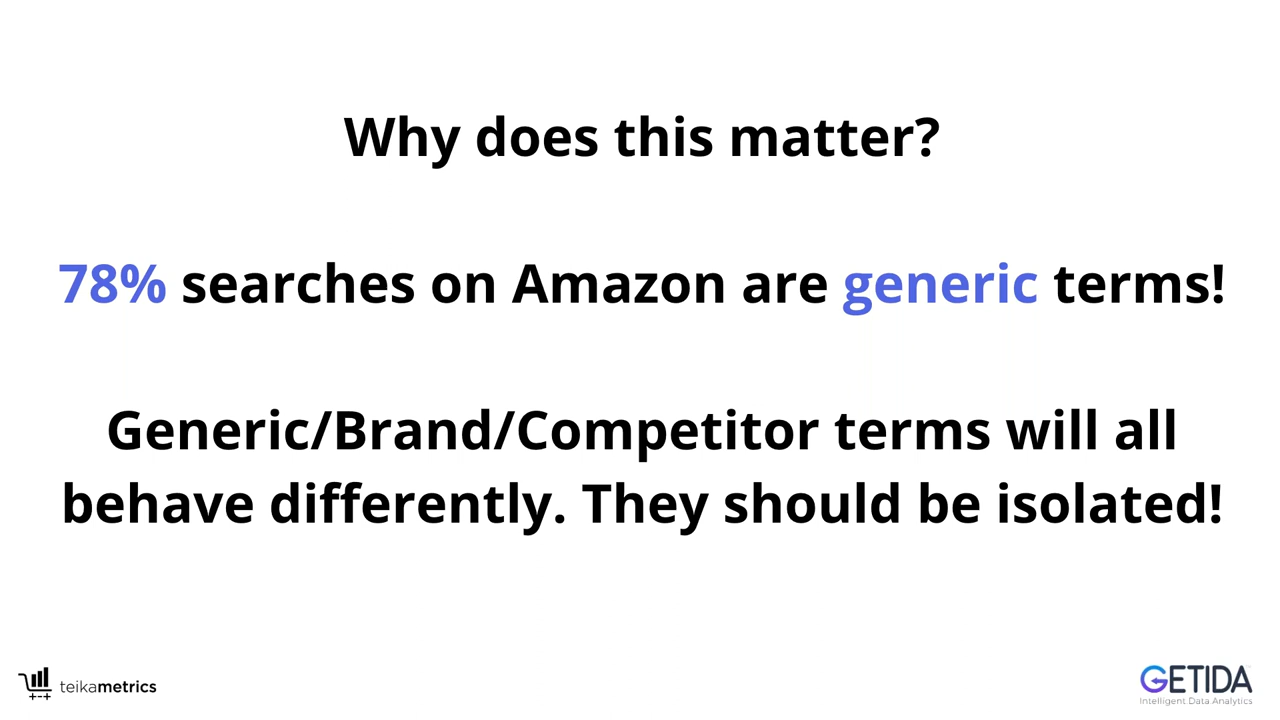 Why does this matter?
78% searches on Amazon are generic terms!
Generic/Brand/Competitor terms will all
behave differently. They should be isolated!
teikametrics
GETIDA
Intelligent Data Analytics